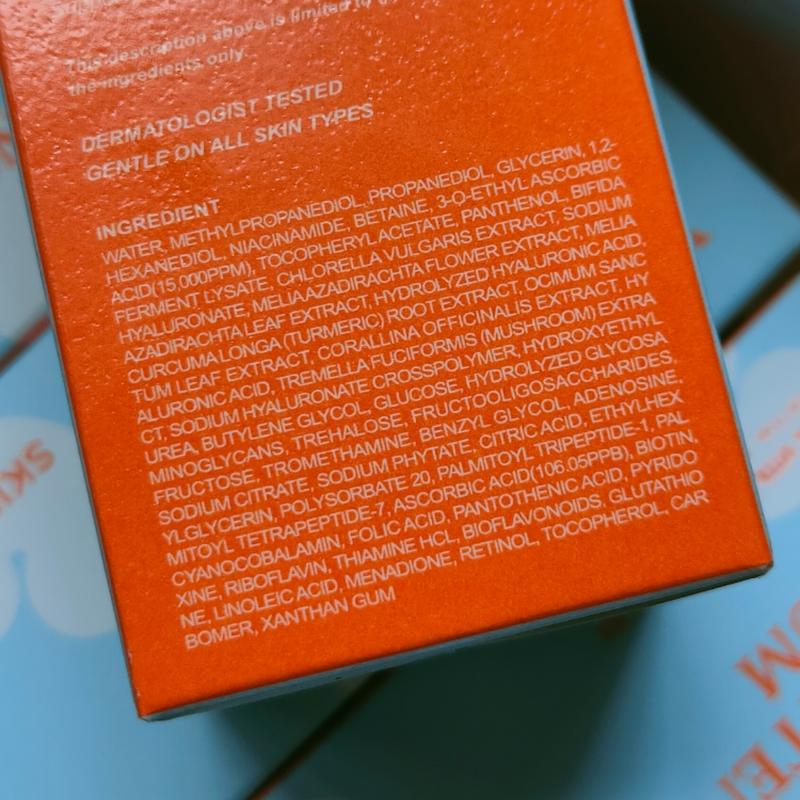 This description above is limited to
the ingredients only.
DERMATOLOGIST TESTED
GENTLE ON ALL SKIN TYPES
INGREDIENT
WATER, METHYLPROPANEDIOL, PROPANEDIOL, GLYCERIN, 1,2-
HEXANEDIOL, NIACINAMIDE, BETAINE, 3-O-ETHYL ASCORBIC
ACID(15,000PPM), TOCOPHERYL ACETATE, PANTHENOL, BIFIDA
FERMENT LYSATE, CHLORELLA VULGARIS EXTRACT, SODIUM
HYALURONATE, MELIA AZADIRACHTA FLOWER EXTRACT, MELIA
AZADIRACHTA LEAF EXTRACT, HYDROLYZED HYALURONIC ACID,
CURCUMA LONGA (TURMERIC) ROOT EXTRACT, OCIMUM SANC
TUM LEAF EXTRACT, CORALLINA OFFICINALIS EXTRACT, HY
ALURONIC ACID, TREMELLA FUCIFORMIS (MUSHROOM) EXTRA
CT, SODIUM HYALURONATE CROSSPOLYMER, HYDROXYETHYL
UREA, BUTYLENE GLYCOL, GLUCOSE, HYDROLYZED GLYCOSA
MINOGLYCANS, TREHALOSE, FRUCTOOLIGOSACCHARIDES,
FRUCTOSE, TROMETHAMINE, BENZYL GLYCOL, ADENOSINE,
SODIUM CITRATE, SODIUM PHYTATE, CITRIC ACID, ETHYLHEX
YLGLYCERIN, POLYSORBATE 20, PALMITOYL TRIPEPTIDE-1, PAL
MITOYL TETRAPEPTIDE-7, ASCORBIC ACID(106.05PPB), BIOTIN,
CYANOCOBALAMIN, FOLIC ACID, PANTOTHENIC ACID, PYRIDO
XINE, RIBOFLAVIN, THIAMINE HCL, BIOFLAVONOIDS, GLUTATHIO
NE, LINOLEIC ACID, MENADIONE, RETINOL, TOCOPHEROL, CAR
BOMER, XANTHAN GUM